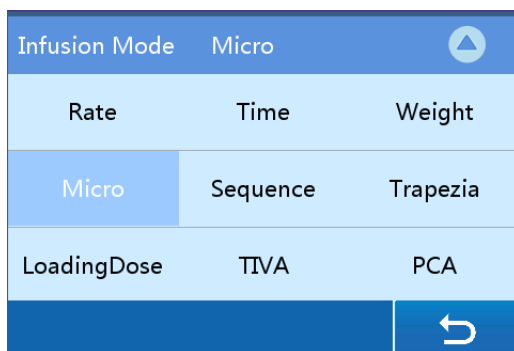 Infusion Mode Micro
Rate Time Weight
Micro Sequence Trapezia
LoadingDose TIVA PCA